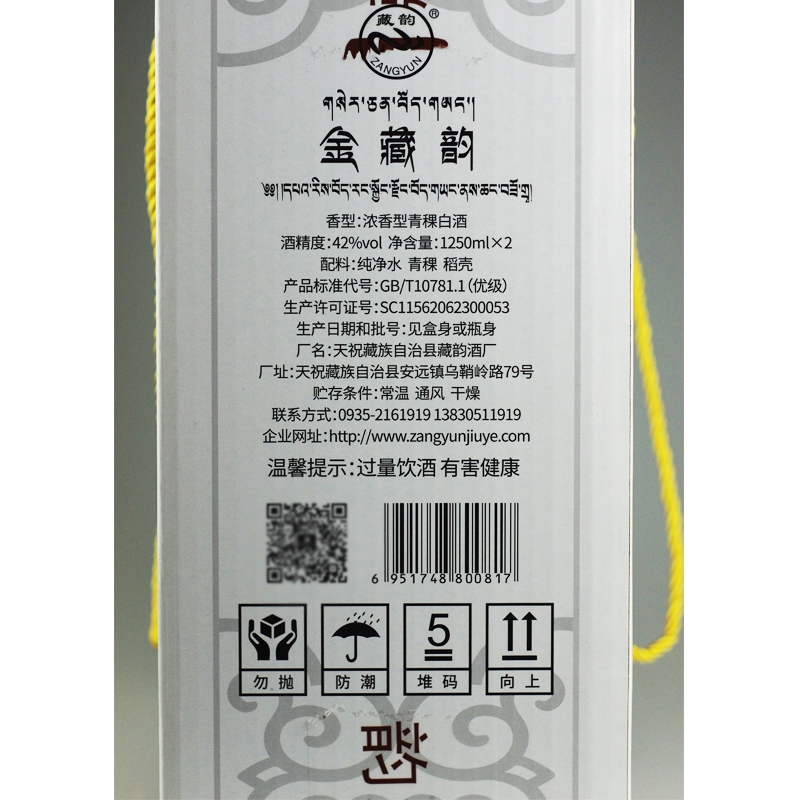 藏韵®
ZANGYUN
གསེར་ཅན་བོད་གཡང་།
金藏韵
香型:浓香型青稞白酒
酒精度:42%vol 净含量:1250ml×2
配料:纯净水 青稞 稻壳
产品标准代号:GB/T10781.1(优级)
生产许可证号:SC11562062300053
生产日期和批号:见盒身或瓶身
厂名:天祝藏族自治县藏韵酒厂
厂址:天祝藏族自治县安远镇乌鞘岭路79号
贮存条件:常温 通风 干燥
联系方式:0935-2161919 13830511919
企业网址:http://www.zangyunjiuye.com
温馨提示:过量饮酒 有害健康
6 951748 800817
5
勿抛 防潮 堆码 向上
韵